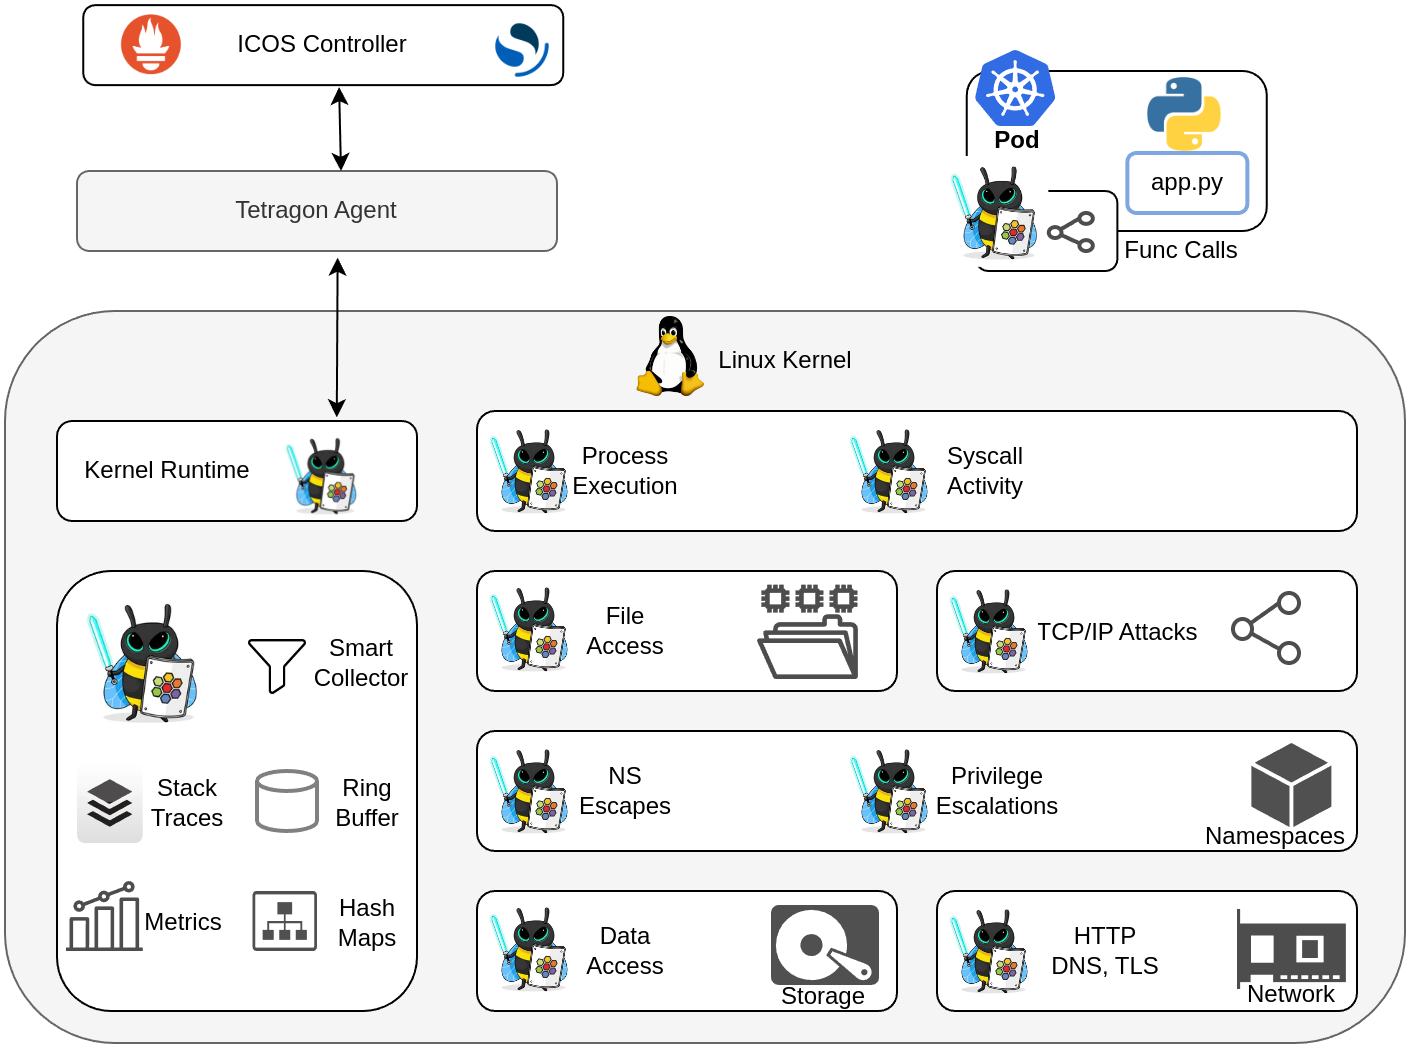 ICOS Controller
Pod
app.py
Tetragon Agent
Func Calls
Linux Kernel
Kernel Runtime
Process
Execution
Syscall
Activity
File
Access
TCP/IP Attacks
Smart
Collector
NS
Escapes
Privilege
Escalations
Namespaces
Stack
Traces
Ring
Buffer
Metrics
Hash
Maps
Data
Access
Storage
HTTP
DNS, TLS
Network